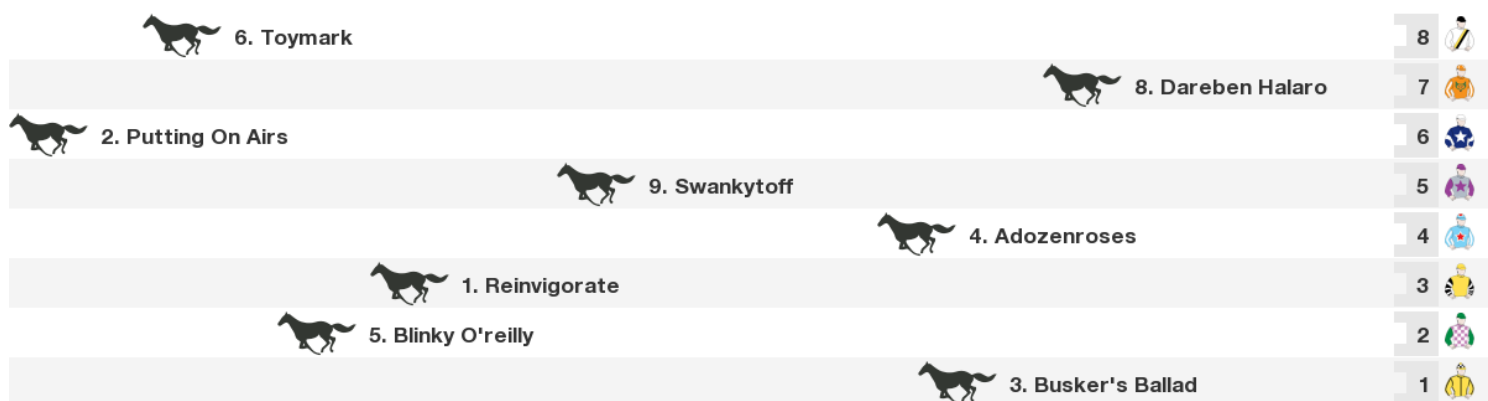 6. Toymark 8
8. Dareben Halaro 7
2. Putting On Airs 6
9. Swankytoff 5
4. Adozenroses 4
1. Reinvigorate 3
5. Blinky O'reilly 2
3. Busker's Ballad 1